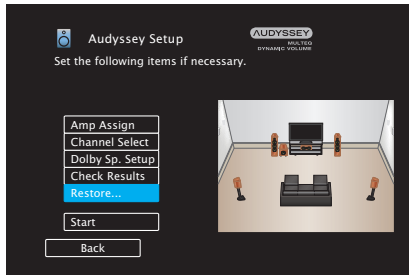 Audyssey Setup
AUDYSSEY
MULTEQ
DYNAMIC VOLUME
Set the following items if necessary.
Amp Assign
Channel Select
Dolby Sp. Setup
Check Results
Restore...
Start
Back